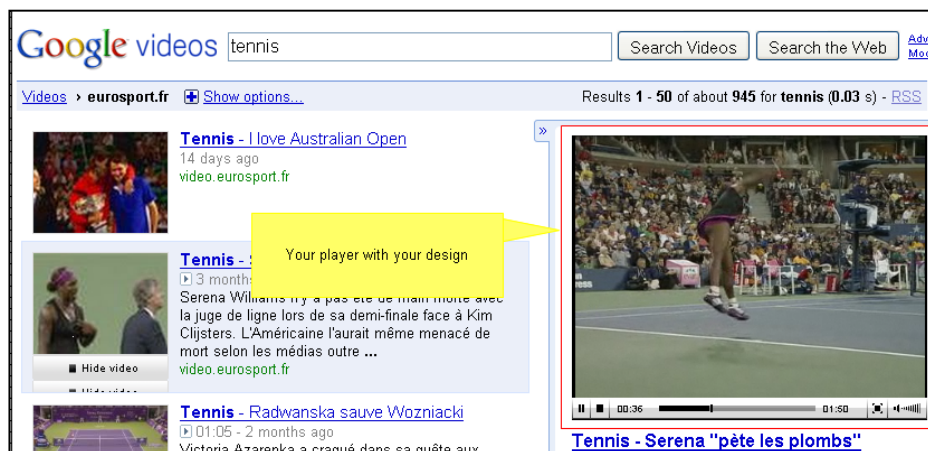 Google videos tennis Search Videos Search the Web
Videos › eurosport.fr Show options... Results 1 - 50 of about 945 for tennis (0.03 s) - RSS
Tennis - I love Australian Open
14 days ago
video.eurosport.fr
Your player with your design
Tennis -
3 month
Serena Williams n'y a pas été de main morte avec
la juge de ligne lors de sa demi-finale face à Kim
Clijsters. L'Américaine l'aurait même menacé de
mort selon les médias outre ...
video.eurosport.fr
Hide video
Hide video
Tennis - Radwanska sauve Wozniacki
01:05 - 2 months ago
Victoria Azarenka a craqué dans sa quête aux
»
00:36 01:50
Tennis - Serena "pète les plombs"